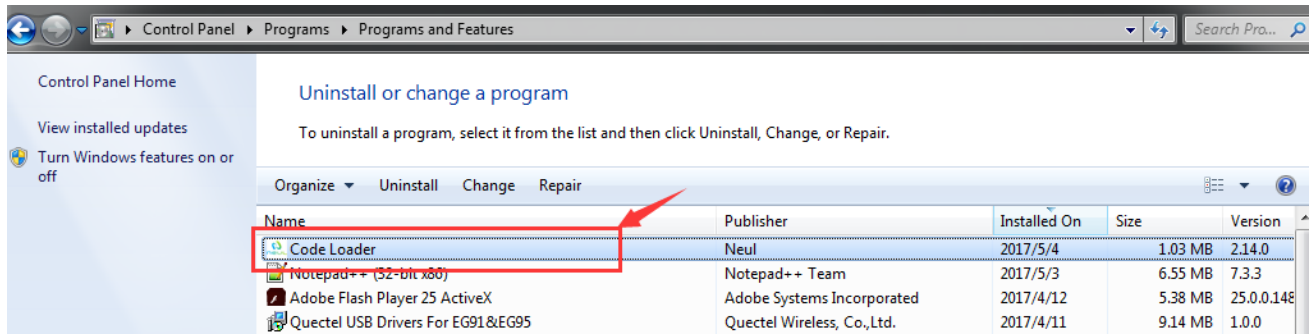 Control Panel ▸ Programs ▸ Programs and Features Search Pro...
Control Panel Home
Uninstall or change a program
View installed updates
To uninstall a program, select it from the list and then click Uninstall, Change, or Repair.
Turn Windows features on or
off
Organize Uninstall Change Repair
Name Publisher Installed On Size Version
Code Loader Neul 2017/5/4 1.03 MB 2.14.0
Notepad++ (32-bit x86) Notepad++ Team 2017/5/3 6.55 MB 7.3.3
Adobe Flash Player 25 ActiveX Adobe Systems Incorporated 2017/4/12 5.38 MB 25.0.0.148
Quectel USB Drivers For EG91&EG95 Quectel Wireless, Co.,Ltd. 2017/4/11 9.14 MB 1.0.0